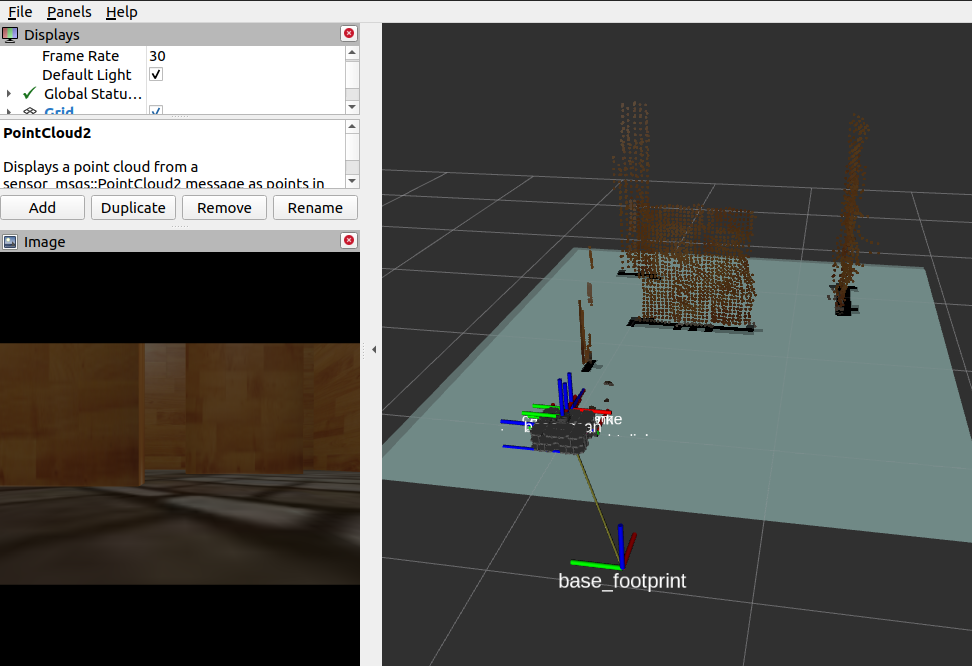 File Panels Help
Displays
Frame Rate 30
Default Light
Global Statu...
Grid
PointCloud2
Displays a point cloud from a
sensor_msgs::PointCloud2 message as points in
Add Duplicate Remove Rename
Image
base_footprint